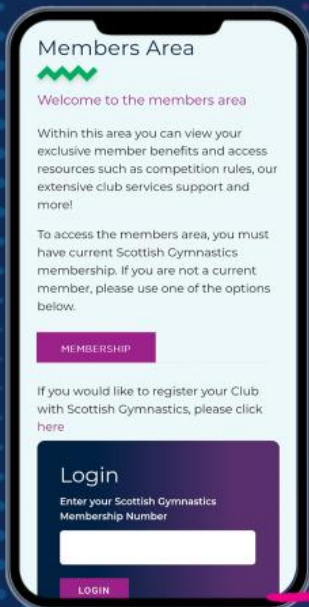 Members Area
Welcome to the members area
Within this area you can view your
exclusive member benefits and access
resources such as competition rules, our
extensive club services support and
more!
To access the members area, you must
have current Scottish Gymnastics
membership. If you are not a current
member, please use one of the options
below.
MEMBERSHIP
If you would like to register your Club
with Scottish Gymnastics, please click
here
Login
Enter your Scottish Gymnastics
Membership Number
LOGIN